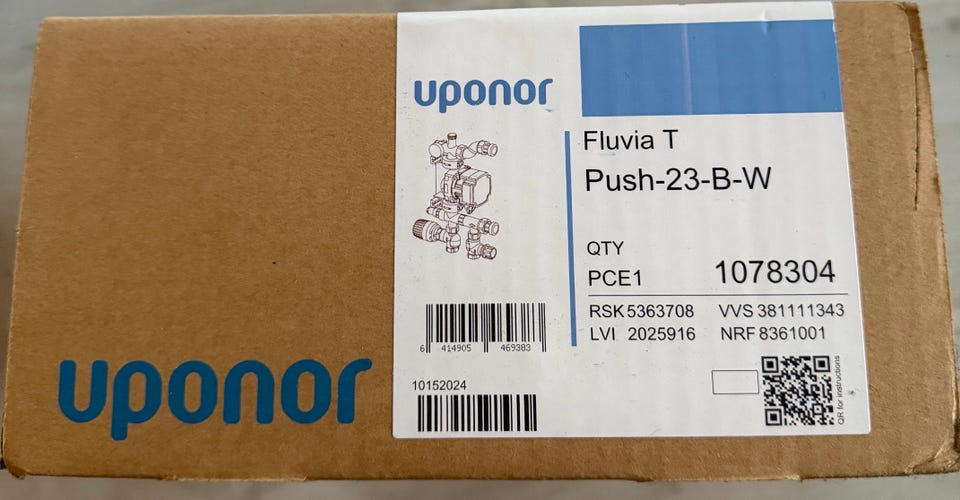 uponor
uponor
Fluvia T
Push-23-B-W
QTY
PCE1 1078304
RSK 5363708 VVS 381111343
LVI 2025916 NRF 8361001
6 414905 469383
10152024
QR for instructions